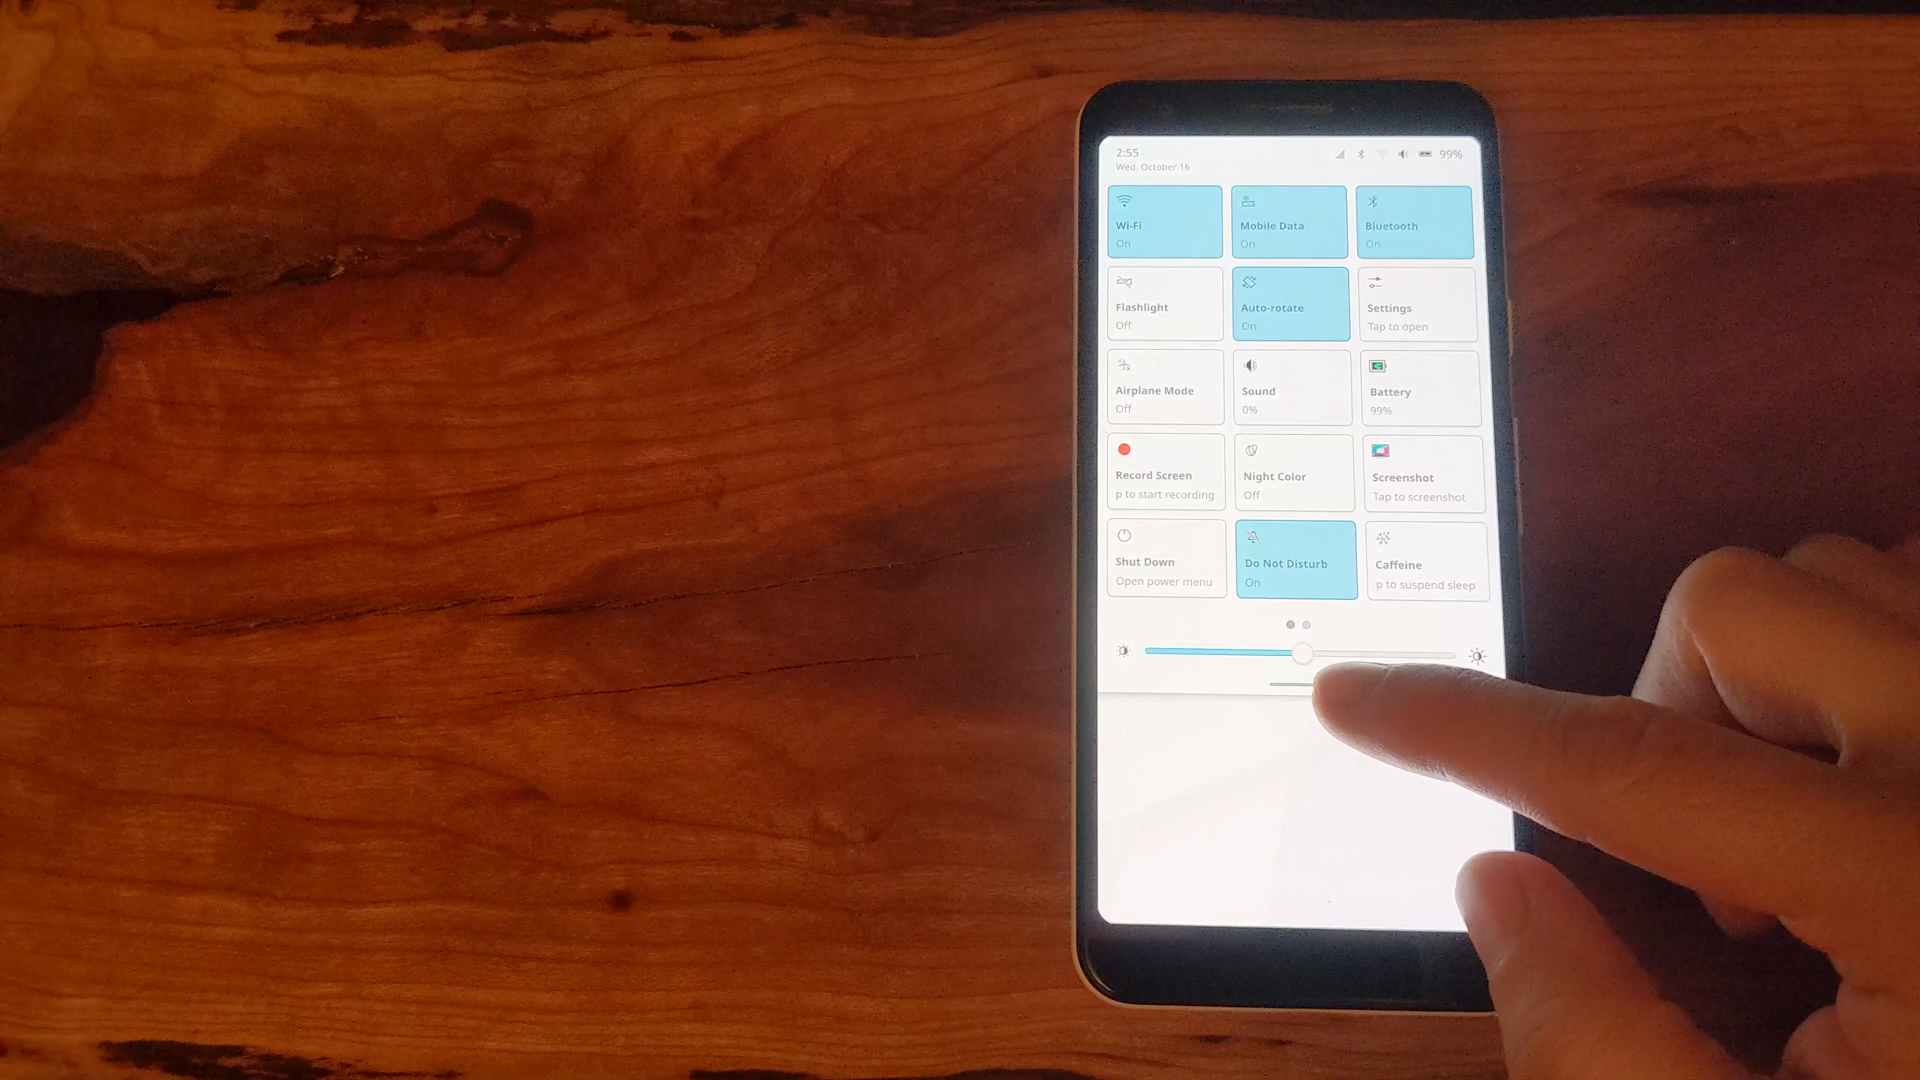 2:55
99%
Wed. October 16
Wi-Fi
On
Mobile Data
On
Bluetooth
On
Flashlight
Off
Auto-rotate
On
Settings
Tap to open
Airplane Mode
Off
Sound
0%
Battery
99%
Record Screen
p to start recording
Night Color
Off
Screenshot
Tap to screenshot
Shut Down
Open power menu
Do Not Disturb
On
Caffeine
p to suspend sleep